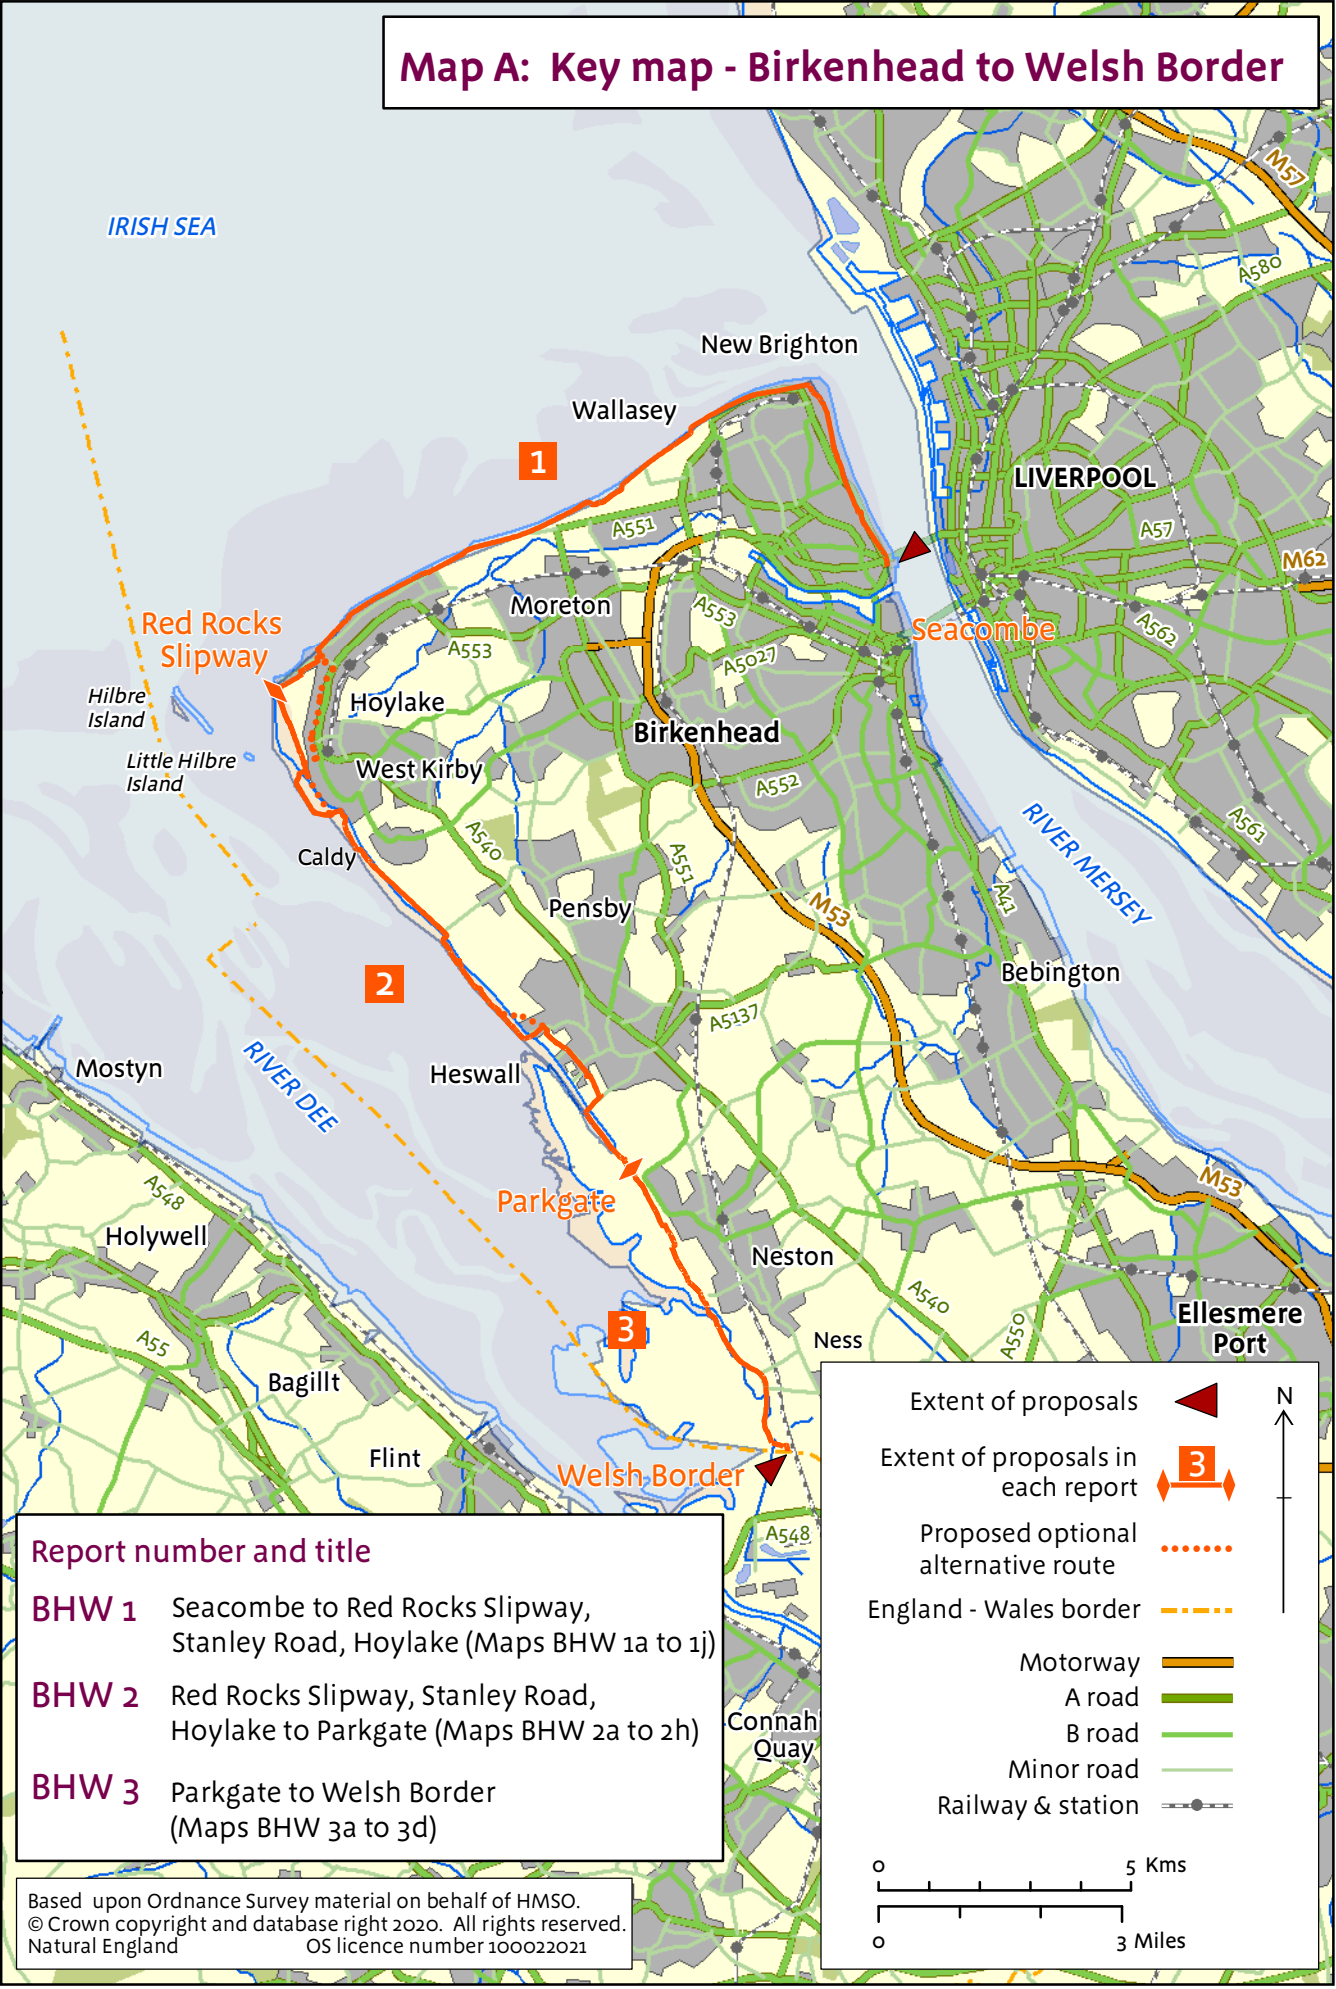 Map A: Key map - Birkenhead to Welsh Border
M57
IRISH SEA
A580
New Brighton
Wallasey
1
LIVERPOOL
A551
A57
M62
Moreton
A553
Red Rocks
Slipway
A562
Seacombe
A553
A5027
Hilbre
Island
Hoylake
Birkenhead
Little Hilbre
Island
West Kirby
A552
RIVER MERSEY
A561
A540
Caldy
A551
A41
M53
Pensby
2
Bebington
A5137
RIVER DEE
Mostyn
Heswall
A548
Parkgate
M53
Holywell
Neston
A540
Ellesmere
Port
A550
3
A55
Ness
Bagillt
Flint
Welsh Border
A548
Connah
Quay
Extent of proposals
N
Extent of proposals in
each report
3
Proposed optional
alternative route
England - Wales border
Motorway
A road
B road
Minor road
Railway & station
0 5 Kms
0 3 Miles
Report number and title
BHW 1 Seacombe to Red Rocks Slipway,
Stanley Road, Hoylake (Maps BHW 1a to 1j)
BHW 2 Red Rocks Slipway, Stanley Road,
Hoylake to Parkgate (Maps BHW 2a to 2h)
BHW 3 Parkgate to Welsh Border
(Maps BHW 3a to 3d)
Based upon Ordnance Survey material on behalf of HMSO.
© Crown copyright and database right 2020. All rights reserved.
Natural England OS licence number 100022021